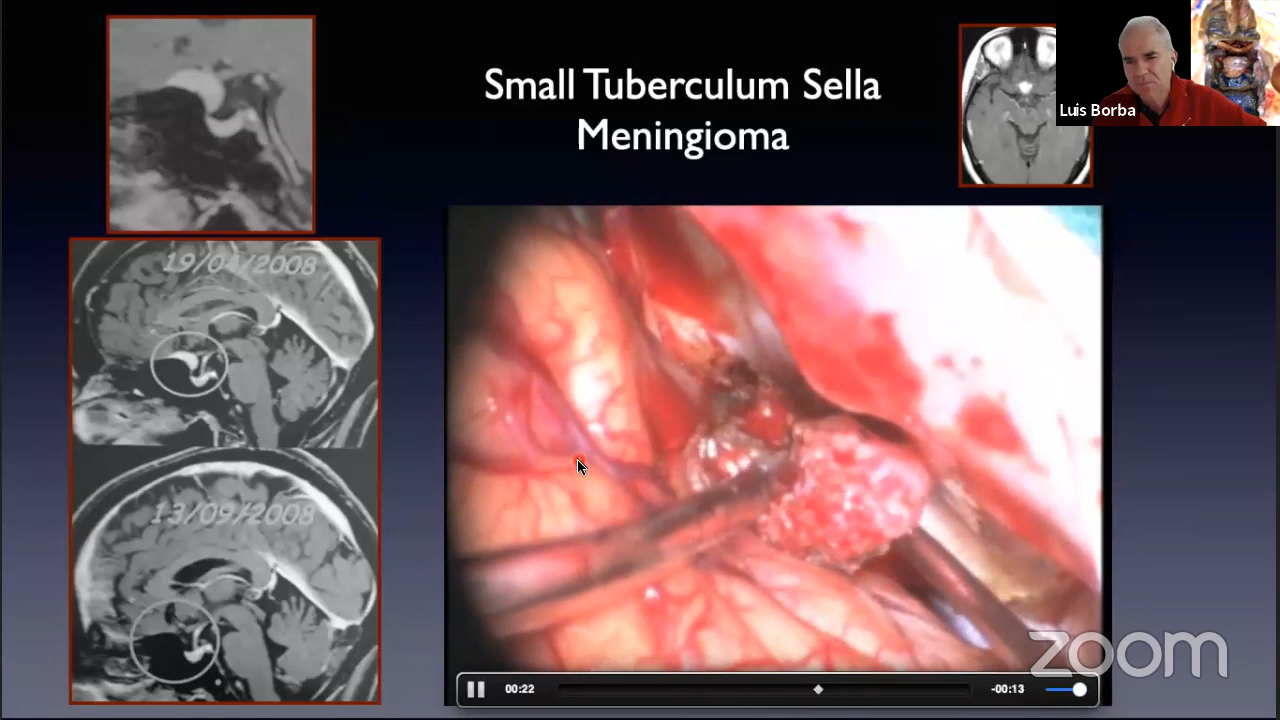 Small Tuberculum Sella
Meningioma
Luis Borba
19/04/2008
13/09/2008
00:22
-00:13
zoom